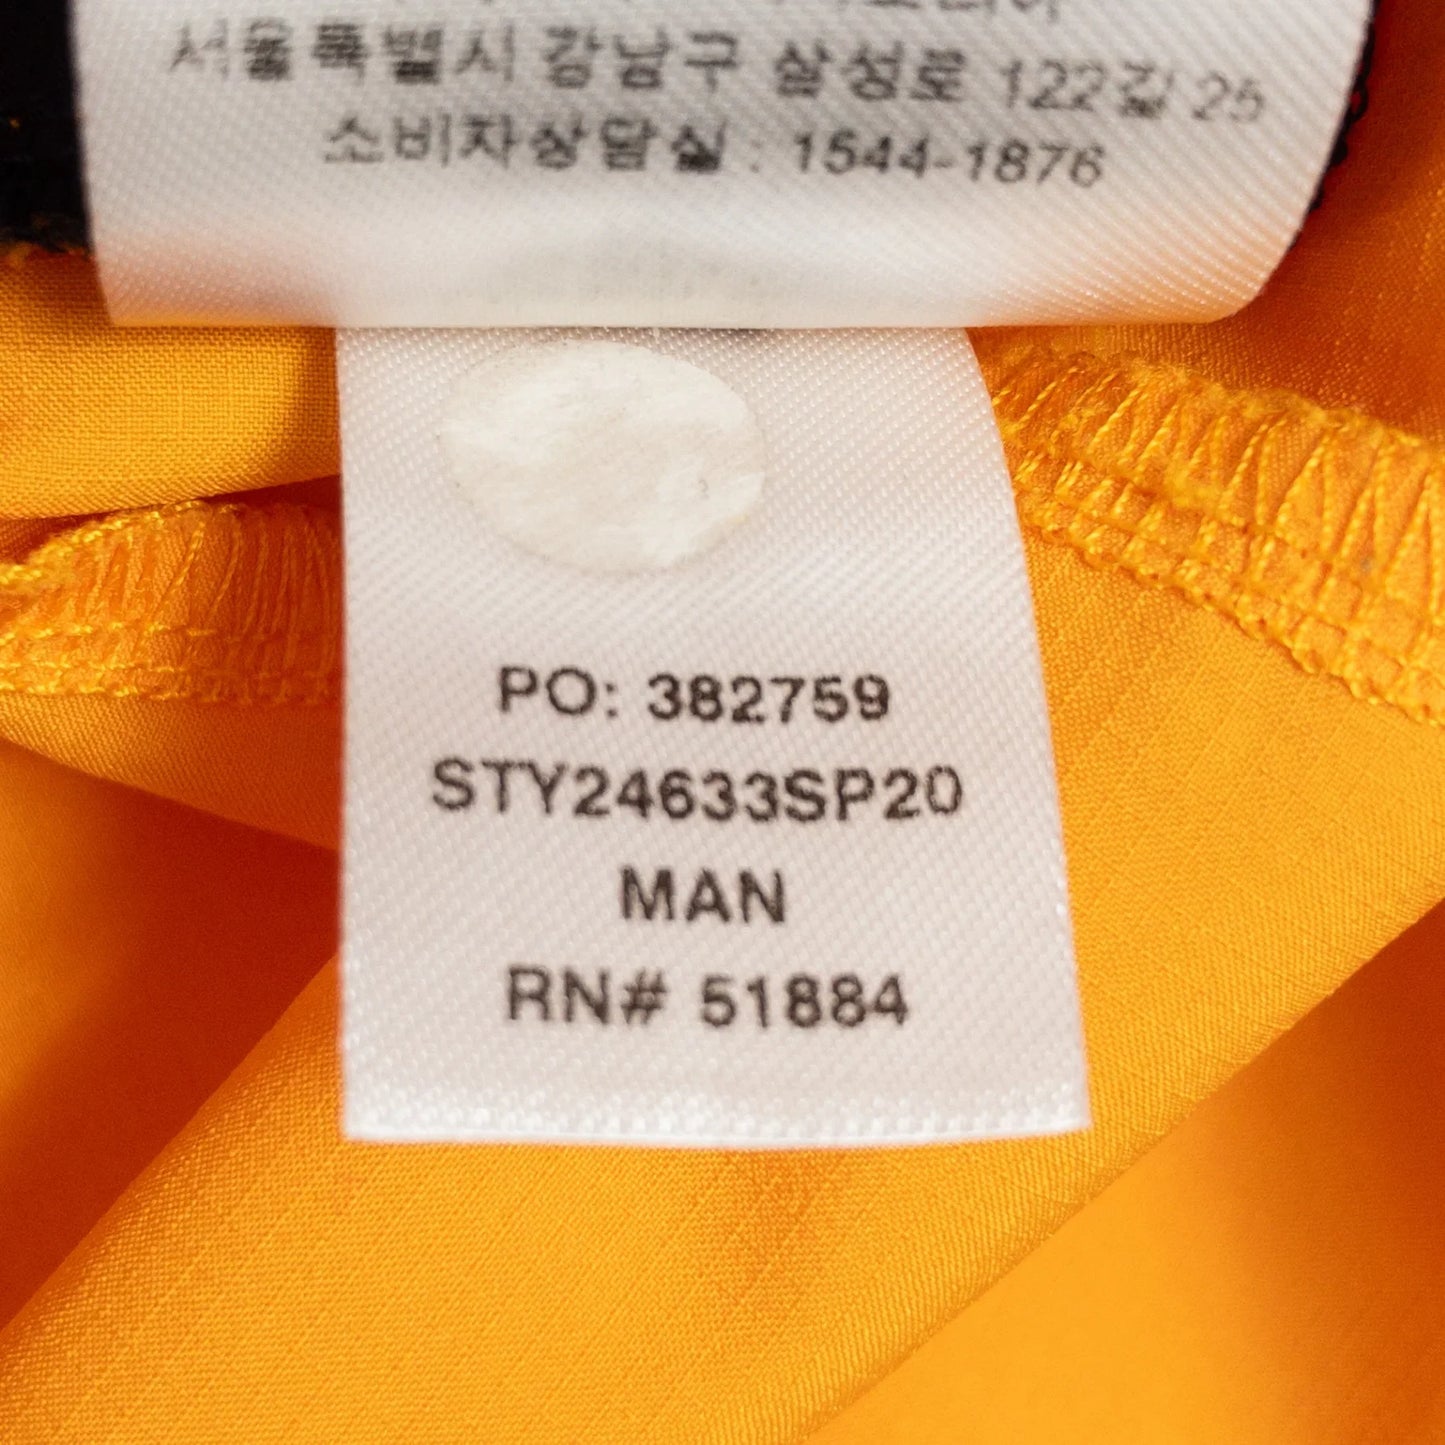 서울특별시 강남구 삼성로 122길 25
소비자상담실 : 1544-1876
PO: 382759
STY24633SP20
MAN
RN# 51884